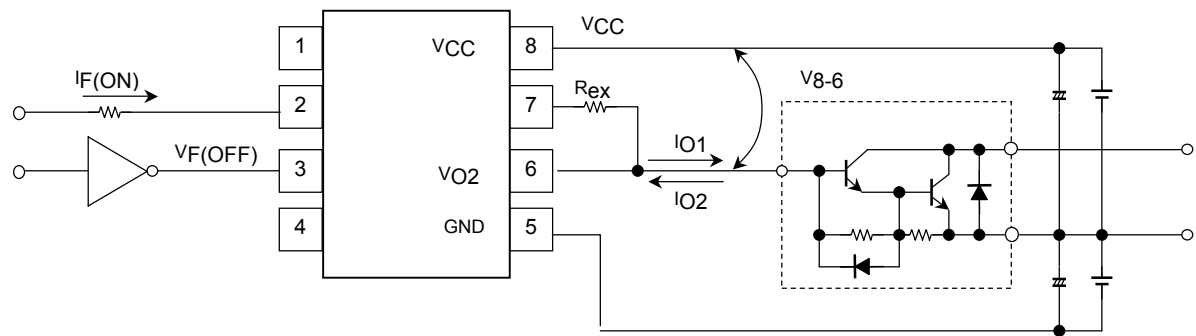 VCC
1
VCC
8
V8-6
IF(ON)
2
7
Rex
VF(OFF)
3
VO2
6
IO1
IO2
4
GND
5